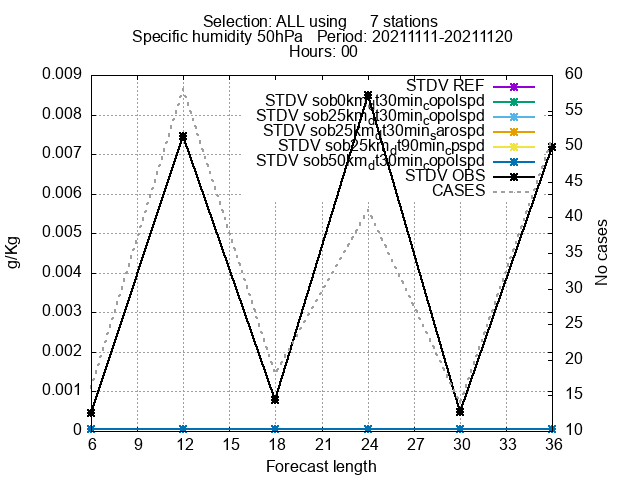 Selection: ALL using 7 stations
Specific humidity 50hPa Period: 20211111-20211120
Hours: 00
0.009 60
STDV REF
STDV sob0km_dt30min_copolspd
0.008 55
STDV sob25km_dt30min_copolspd
STDV sob25km_dt30min_sarospd
STDV sob25km_dt90min_cpspd
0.007 50
STDV sob50km_dt30min_copolspd
STDV OBS
CASES
0.006 45
0.005 40
0.004 35
0.003 30
0.002 25
0.001 20
0 15
10
g/Kg
No cases
6 9 12 15 18 21 24 27 30 33 36
Forecast length